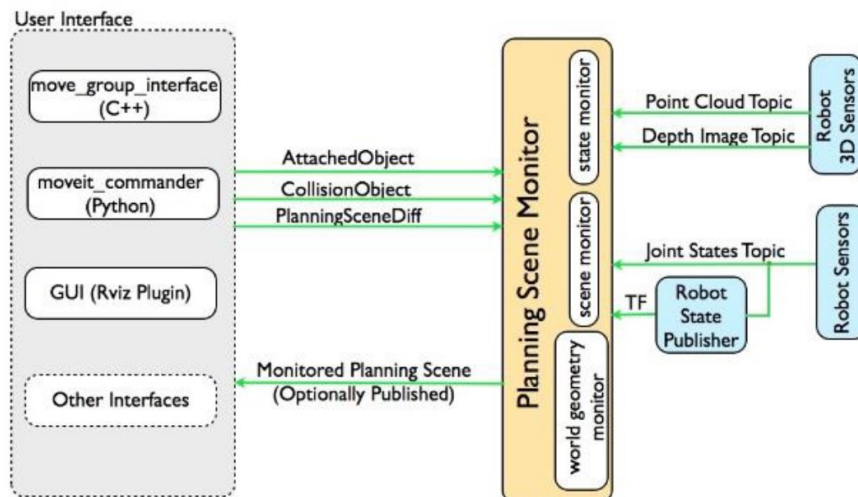 User Interface
move_group_interface
(C++)
moveit_commander
(Python)
GUI (Rviz Plugin)
Other Interfaces
AttachedObject
CollisionObject
PlanningSceneDiff
Monitored Planning Scene
(Optionally Published)
Planning Scene Monitor
state monitor
scene monitor
world geometry
monitor
Point Cloud Topic
Depth Image Topic
Joint States Topic
TF
Robot
State
Publisher
Robot
3D Sensors
Robot Sensors